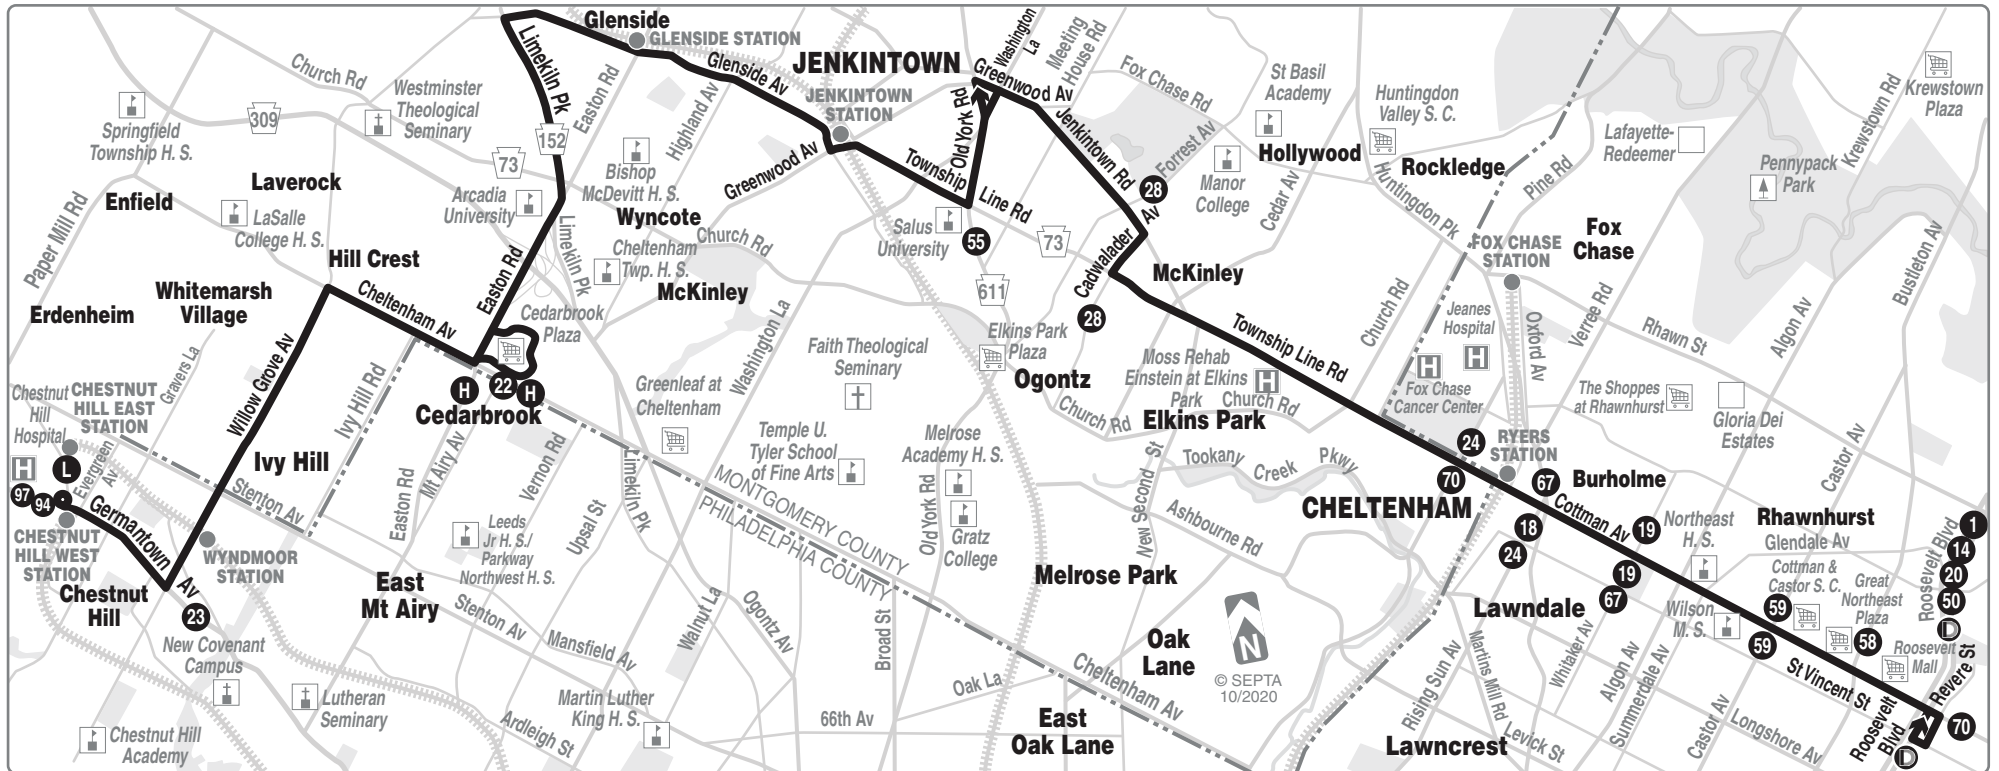 Glenside
GLENSIDE STATION
Limekiln Pk
Glenside Av
JENKINTOWN
JENKINTOWN
STATION
Washington
La
Meeting
House Rd
Greenwood Av
Old York Rd
Fox Chase Rd
St Basil
Academy
Huntingdon
Valley S. C.
Krewstown Rd
Krewstown
Plaza
Church Rd
309
Springfield
Township H. S.
Westminster
Theological
Seminary
73
152
Easton Rd
Highland Av
Bishop
McDevitt H. S.
Greenwood Av
Township
Line Rd
Jenkintown Rd
Forrest Av
28
Manor
College
Hollywood
Cedar Av
Rockledge
Huntingdon Pk
Pine Rd
Lafayette-
Redeemer
Pennypack
Park
Enfield
Laverock
LaSalle
College H. S.
Arcadia
University
Wyncote
Cheltenham
Twp. H. S.
Church Rd
McKinley
Salus
University
55
73
611
Cadwalader
Av
28
McKinley
FOX CHASE
STATION
Fox
Chase
Bustleton Av
Paper Mill Rd
Hill Crest
Whitemarsh
Village
Erdenheim
Cheltenham Av
Easton Rd
Limekiln Pk
Cedarbrook
Plaza
Washington La
Elkins Park
Plaza
Ogontz
Township Line Rd
Church Rd
Jeanes
Hospital
H
H
Fox Chase
Cancer Center
Oxford Av
Verree Rd
Rhawn St
Algon Av
The Shoppes
at Rhawnhurst
Gloria Dei
Estates
Castor Av
Gravers La
Willow Grove Av
Ivy Hill Rd
H
22
H
Cedarbrook
Greenleaf at
Cheltenham
Faith Theological
Seminary
Moss Rehab
Einstein at Elkins
Park
H
Church Rd
Church Rd
Elkins Park
Chestnut
Hill
Hospital
H
CHESTNUT
HILL EAST
STATION
L
97
94
Evergreen
Av
Germantown
Av
CHESTNUT
HILL WEST
STATION
Chestnut
Hill
23
WYNDMOOR
STATION
Ivy Hill
Stenton Av
Easton Rd
Mt Airy Av
Vernon Rd
Limekiln Pk
Temple U.
Tyler School
of Fine Arts
Melrose
Academy H. S.
Old York Rd
Gratz
College
MONTGOMERY COUNTY
PHILADELPHIA COUNTY
New Second St
Tookany
Creek
Pkwy
Ashbourne Rd
24
RYERS
STATION
70
CHELTENHAM
67
Burholme
Cottman Av
18
24
19
Northeast
H. S.
19
67
Rhawnhurst
Glendale Av
Cottman &
Castor S. C.
Great
Northeast
Plaza
59
59
58
Roosevelt Blvd
1
14
20
50
D
Roosevelt
Mall
Revere St
St Vincent St
70
Roosevelt
Blvd
D
Leeds
Jr H. S./
Parkway
Northwest H. S.
Upsal St
East
Mt Airy
Stenton Av
Mansfield Av
Walnut La
Ogontz Av
Broad St
Melrose Park
Oak
Lane
N
© SEPTA
10/2020
Lawndale
Wilson
M. S.
Whitaker Av
Algon Av
Summerdale Av
Castor Av
Longshore Av
Martins Mill Rd
Rising Sun Av
Levick St
Lawncrest
New Covenant
Campus
Lutheran
Seminary
Chestnut Hill
Academy
Ardleigh St
Martin Luther
King H. S.
66th Av
Oak La
Cheltenham Av
East
Oak Lane